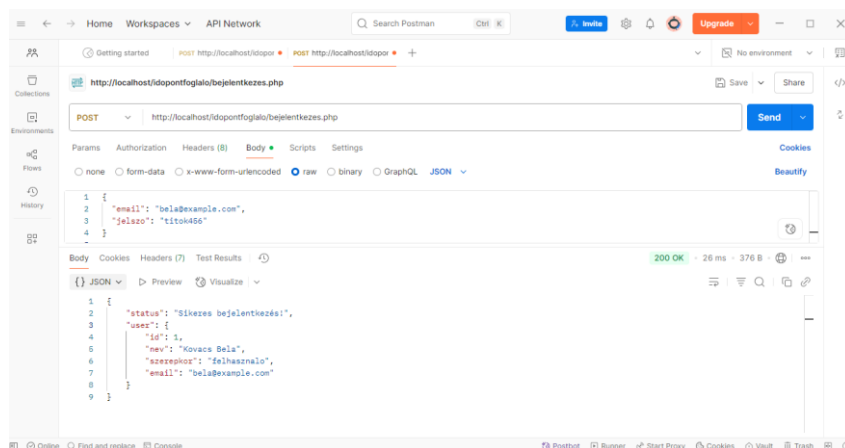 Home Workspaces API Network Search Postman Ctrl K Invite Upgrade
Getting started POST http://localhost/idopor POST http://localhost/idopor No environment
http://localhost/idopontfoglalo/bejelentkezes.php Save Share
Collections
POST http://localhost/idopontfoglalo/bejelentkezes.php Send
Environments
Params Authorization Headers (8) Body Scripts Settings Cookies
Flows
none form-data x-www-form-urlencoded raw binary GraphQL JSON Beautify
History
1 {
2 "email": "bela@example.com",
3 "jelszo": "titok456"
4 }
Body Cookies Headers (7) Test Results 200 OK 26 ms 376 B
{} JSON Preview Visualize
1 {
2 "status": "Sikeres bejelentkezés!",
3 "user": {
4 "id": 1,
5 "nev": "Kovacs Bela",
6 "szerepkor": "felhasznalo",
7 "email": "bela@example.com"
8 }
9 }
Online Find and replace Console Postbot Runner Start Proxy Cookies Vault Trash